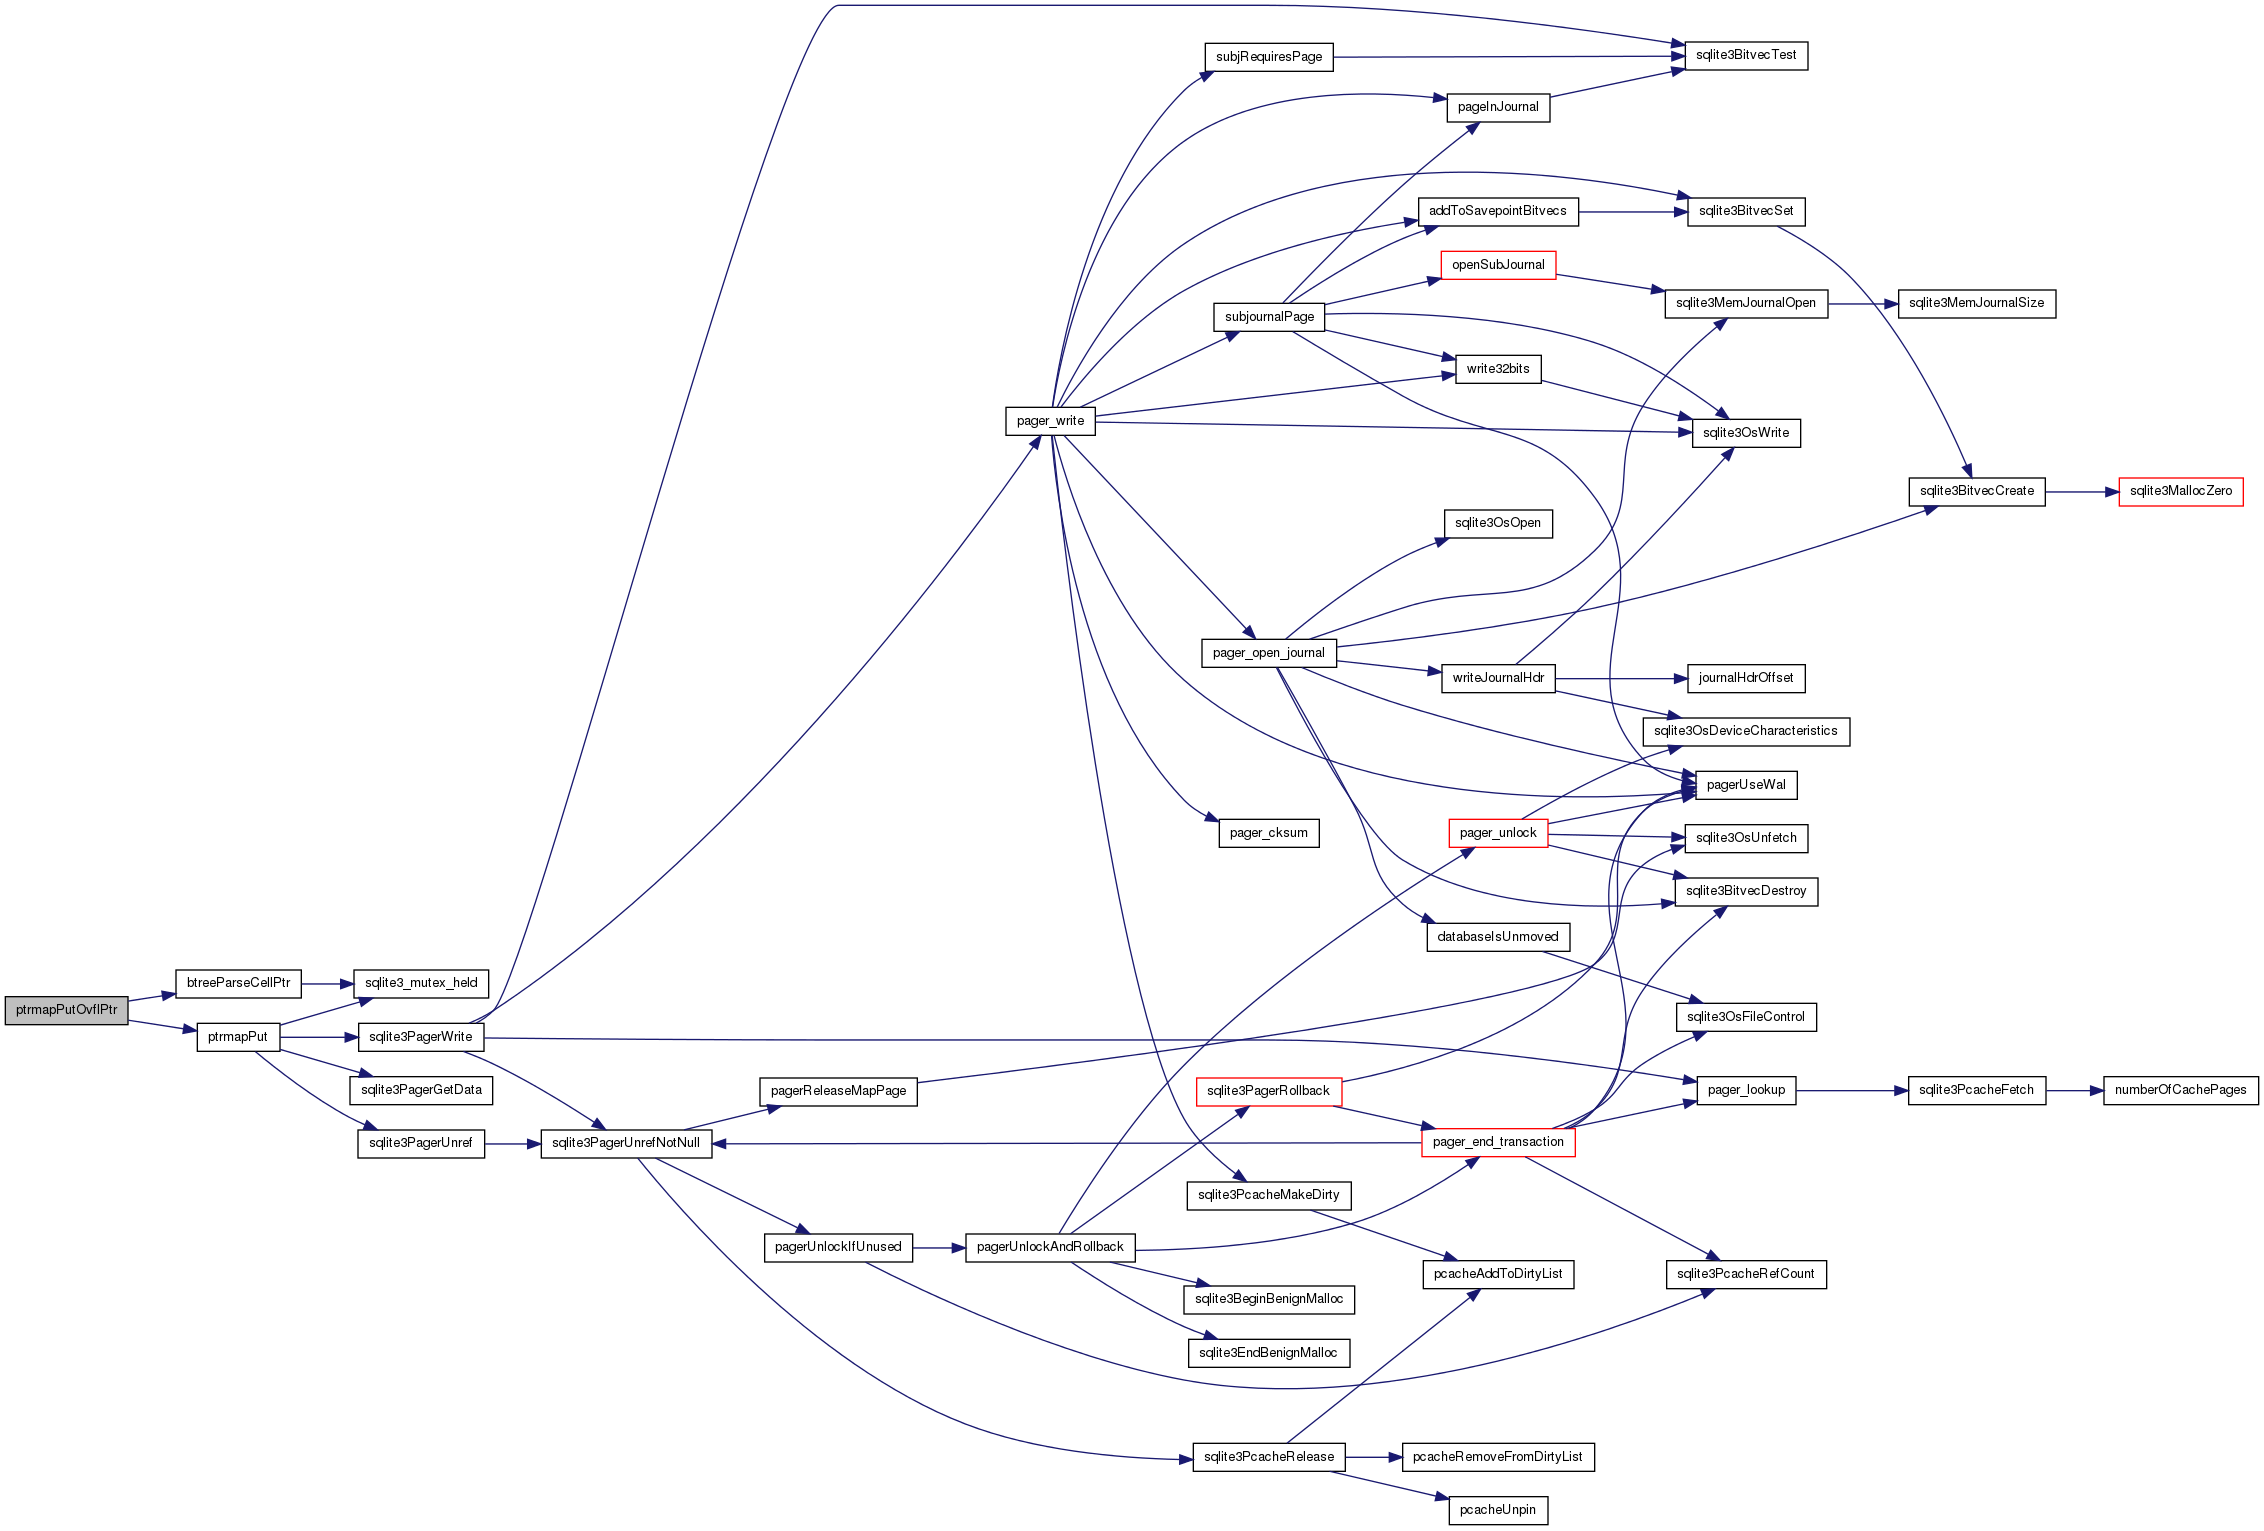 ptrmapPutOvflPtr
btreeParseCellPtr
ptrmapPut
sqlite3_mutex_held
sqlite3PagerWrite
sqlite3PagerGetData
sqlite3PagerUnref
sqlite3PagerUnrefNotNull
pagerReleaseMapPage
pagerUnlockIfUnused
pager_write
pagerUnlockAndRollback
subjRequiresPage
subjournalPage
pager_open_journal
pager_cksum
sqlite3PagerRollback
sqlite3PcacheMakeDirty
sqlite3BeginBenignMalloc
sqlite3EndBenignMalloc
sqlite3PcacheRelease
pageInJournal
addToSavepointBitvecs
openSubJournal
write32bits
sqlite3OsOpen
writeJournalHdr
pager_unlock
databaseIsUnmoved
pager_end_transaction
pcacheAddToDirtyList
pcacheRemoveFromDirtyList
pcacheUnpin
sqlite3BitvecTest
sqlite3BitvecSet
sqlite3MemJournalOpen
sqlite3OsWrite
journalHdrOffset
sqlite3OsDeviceCharacteristics
pagerUseWal
sqlite3OsUnfetch
sqlite3BitvecDestroy
sqlite3OsFileControl
pager_lookup
sqlite3PcacheRefCount
sqlite3MemJournalSize
sqlite3BitvecCreate
sqlite3PcacheFetch
sqlite3MallocZero
numberOfCachePages